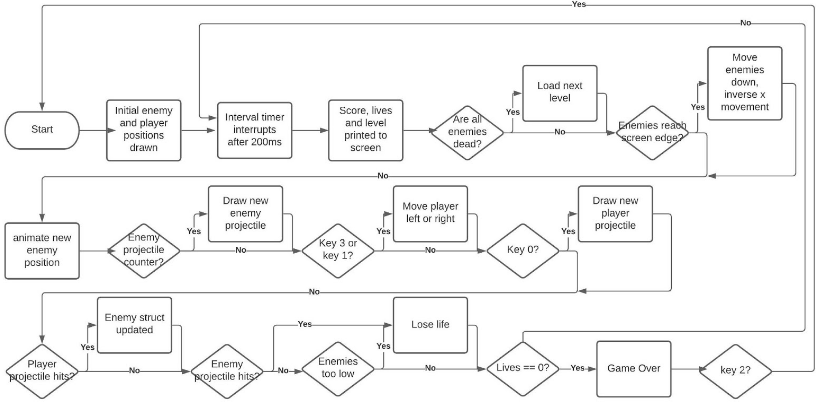 Yes
No
Start
Initial enemy
and player
positions
drawn
Interval timer
interrupts
after 200ms
Score, lives
and level
printed to
screen
Are all
enemies
dead?
Yes
No
Load next
level
Enemies reach
screen edge?
Yes
Move
enemies
down,
inverse x
movement
No
animate new
enemy
position
Enemy
projectile
counter?
Yes
No
Draw new
enemy
projectile
Key 3 or
key 1?
Yes
No
Move player
left or right
Key 0?
Yes
Draw new
player
projectile
No
Player
projectile hits?
Yes
No
Enemy struct
updated
Enemy
projectile hits?
Yes
No
Enemies
too low
Yes
No
Lose life
Lives == 0?
Yes
Game Over
key 2?